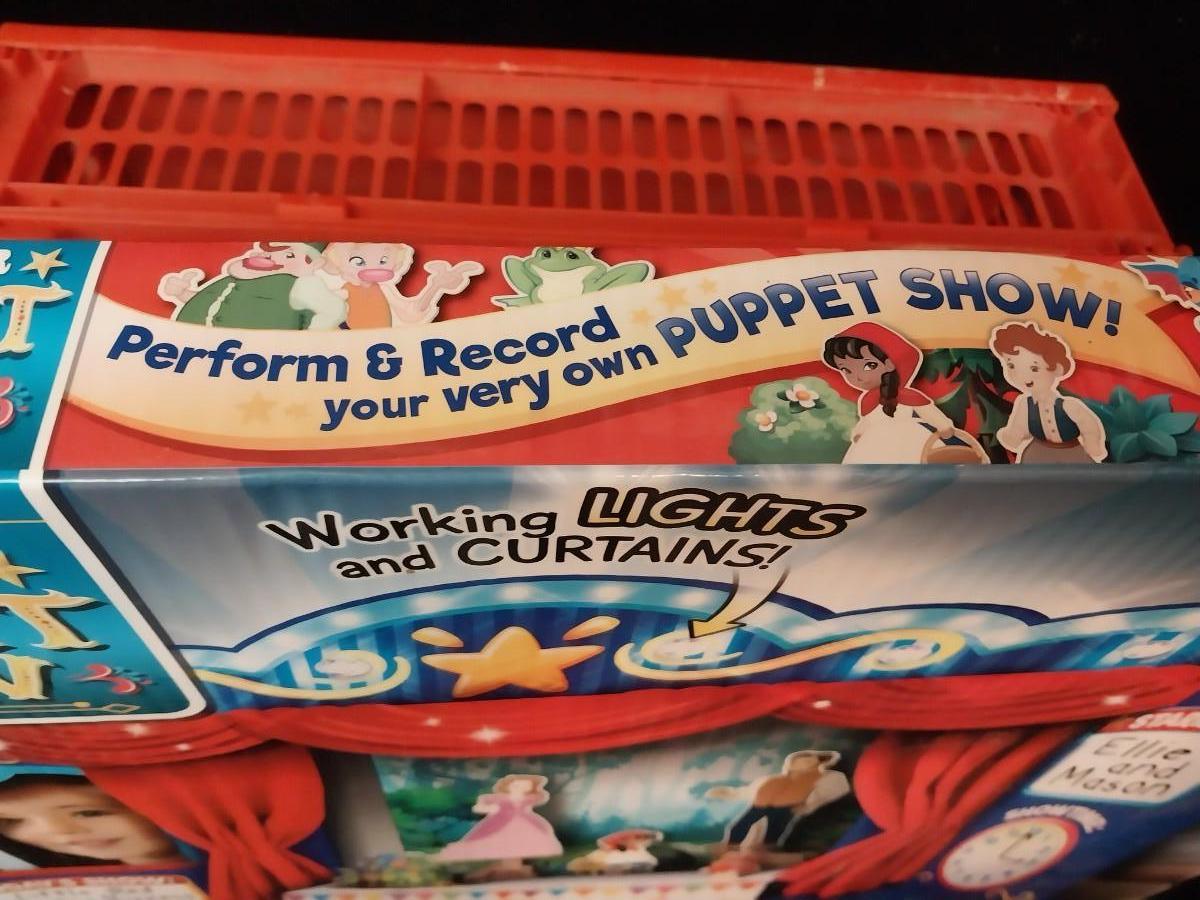 Perform & Record
your very own PUPPET SHOW!
Working LIGHTS
and CURTAINS!
Ellie
and
Mason